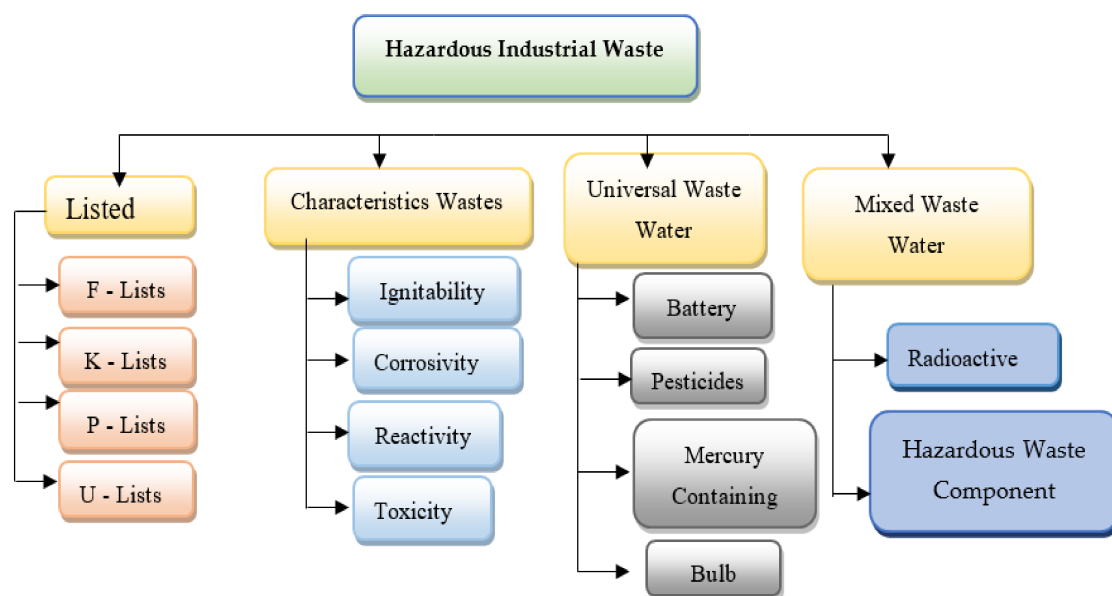 Hazardous Industrial Waste
Listed
F - Lists
K - Lists
P - Lists
U - Lists
Characteristics Wastes
Ignitability
Corrosivity
Reactivity
Toxicity
Universal Waste
Water
Battery
Pesticides
Mercury
Containing
Bulb
Mixed Waste
Water
Radioactive
Hazardous Waste
Component